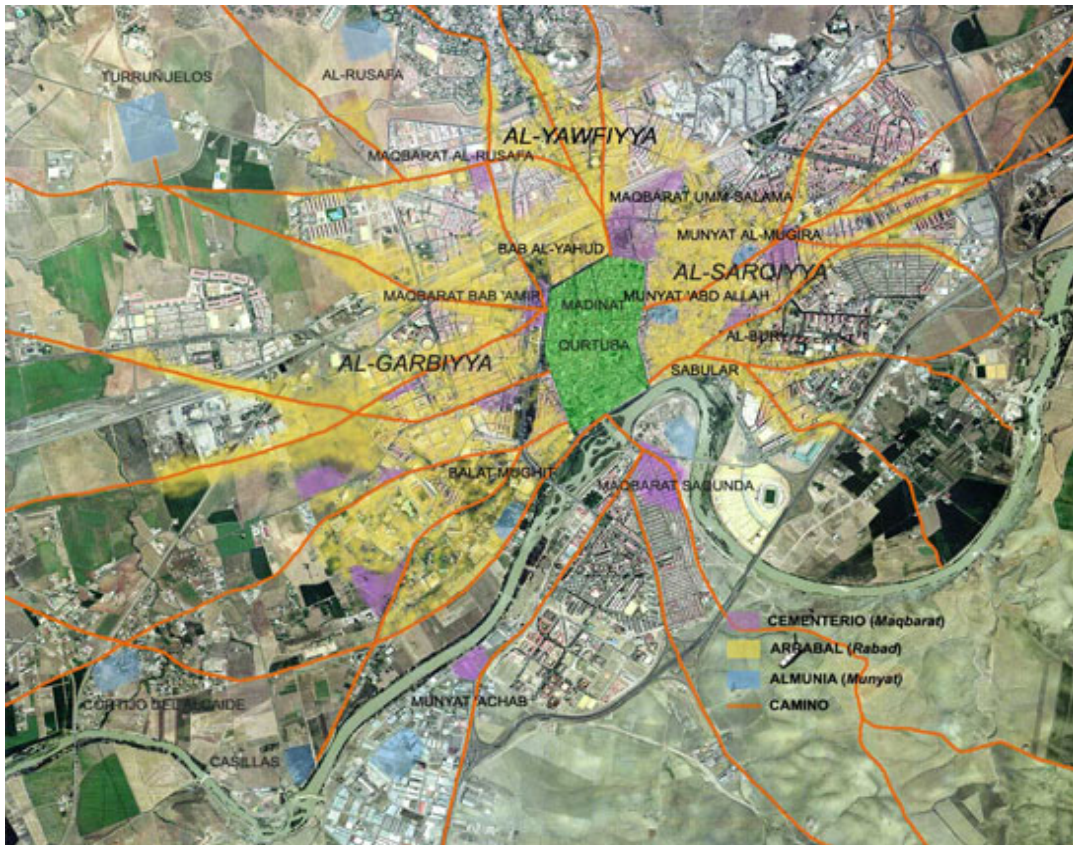 TURRUÑUELOS
AL-RUSAFA
AL-YAWFIYYA
MAQBARAT AL-RUSAFA
MAQBARAT UMM-SALAMA
MUNYAT AL-MUGIRA
BAB AL-YAHUD
AL-SARQIYYA
MAQBARAT BAB 'AMIR
MADINAT
MUNYAT 'ABD ALLAH
QURTUBA
AL-BURY
AL-GARBIYYA
SABULAR
BALAT MUGHIT
MAQBARAT SAQUNDA
CEMENTERIO (Maqbarat)
ARRABAL (Rabad)
ALMUNIA (Munyat)
CAMINO
MUNYAT 'ACHAB
CORTIJO DEL ALCAIDE
CASILLAS